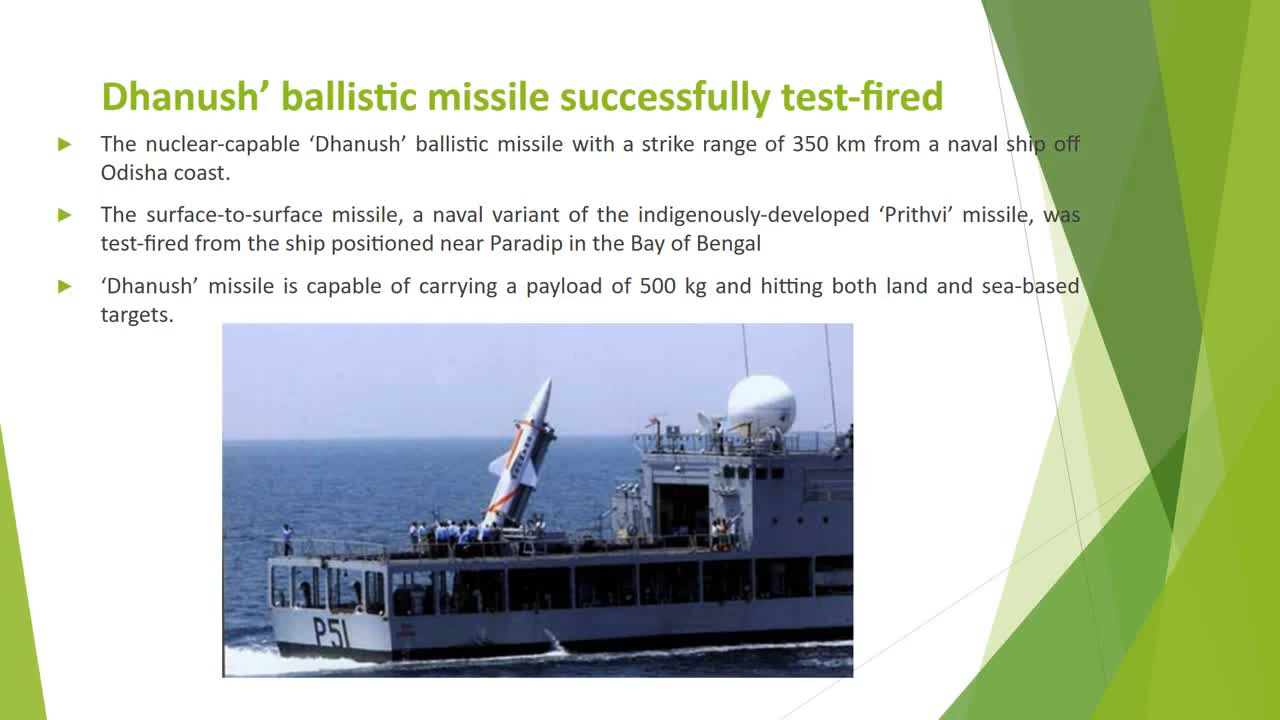 Dhanush’ ballistic missile successfully test-fired
The nuclear-capable ‘Dhanush’ ballistic missile with a strike range of 350 km from a naval ship off
Odisha coast.
The surface-to-surface missile, a naval variant of the indigenously-developed ‘Prithvi’ missile, was
test-fired from the ship positioned near Paradip in the Bay of Bengal
‘Dhanush’ missile is capable of carrying a payload of 500 kg and hitting both land and sea-based
targets.
P51